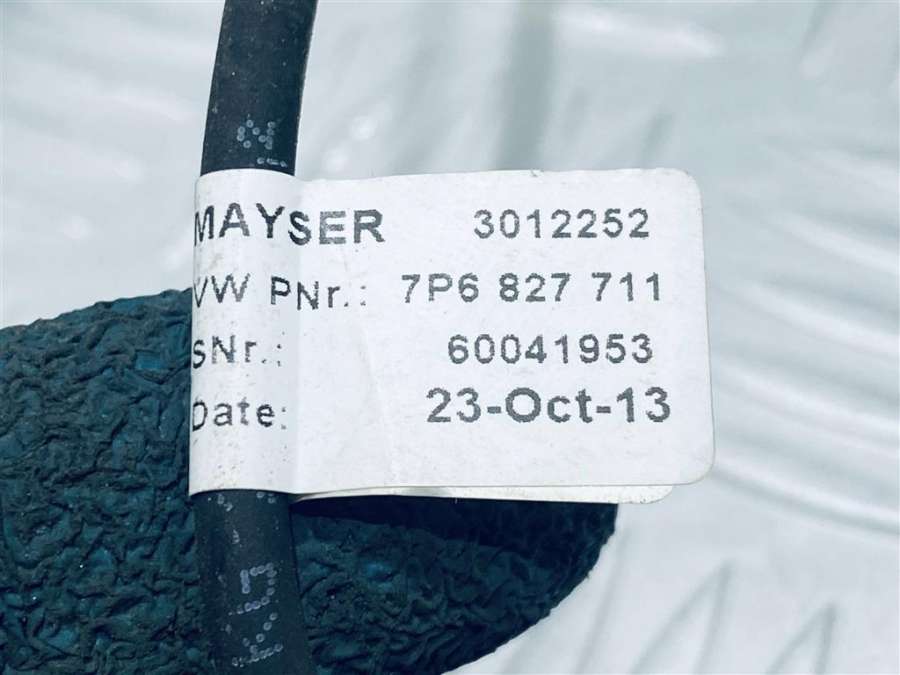 MAYSER 3012252
VW PNr.: 7P6 827 711
SNr.: 60041953
Date: 23-Oct-13